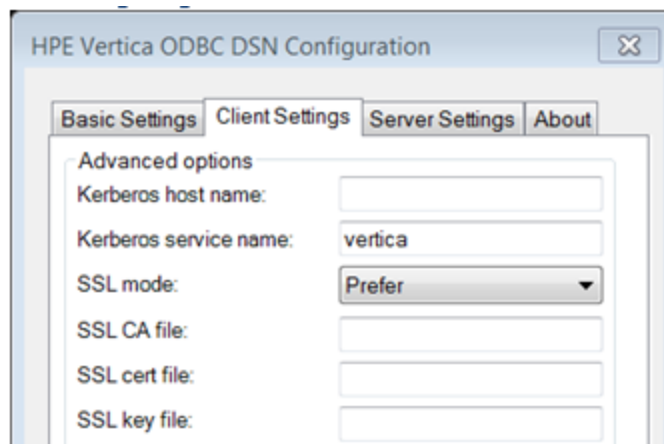 HPE Vertica ODBC DSN Configuration
Basic Settings Client Settings Server Settings About
Advanced options
Kerberos host name:
Kerberos service name: vertica
SSL mode: Prefer
SSL CA file:
SSL cert file:
SSL key file: